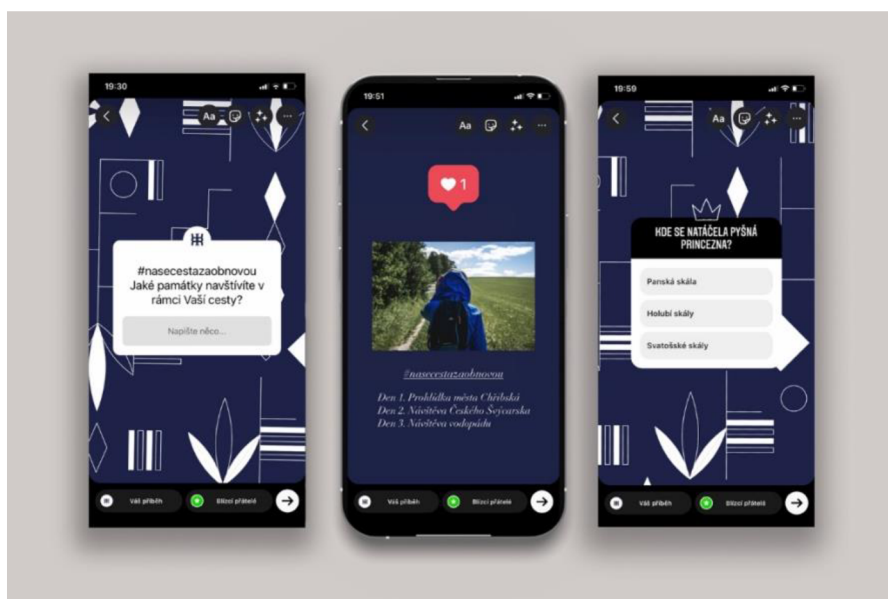 19:30
Aa
#nasecestazaobnovou
Jaké památky navštívíte v
rámci Vaší cesty?
Napište něco...
Váš příběh
Blízcí přátelé
19:51
Aa
1
#nasecestazaobnovou
Den 1. Prohlídka města Chřibská
Den 2. Návštěva Českého Švýcarska
Den 3. Návštěva vodopádu
Váš příběh
Blízcí přátelé
19:59
Aa
KDE SE NATÁČELA PYŠNÁ
PRINCEZNA?
Panská skála
Holubí skály
Svatošské skály
Váš příběh
Blízcí přátelé